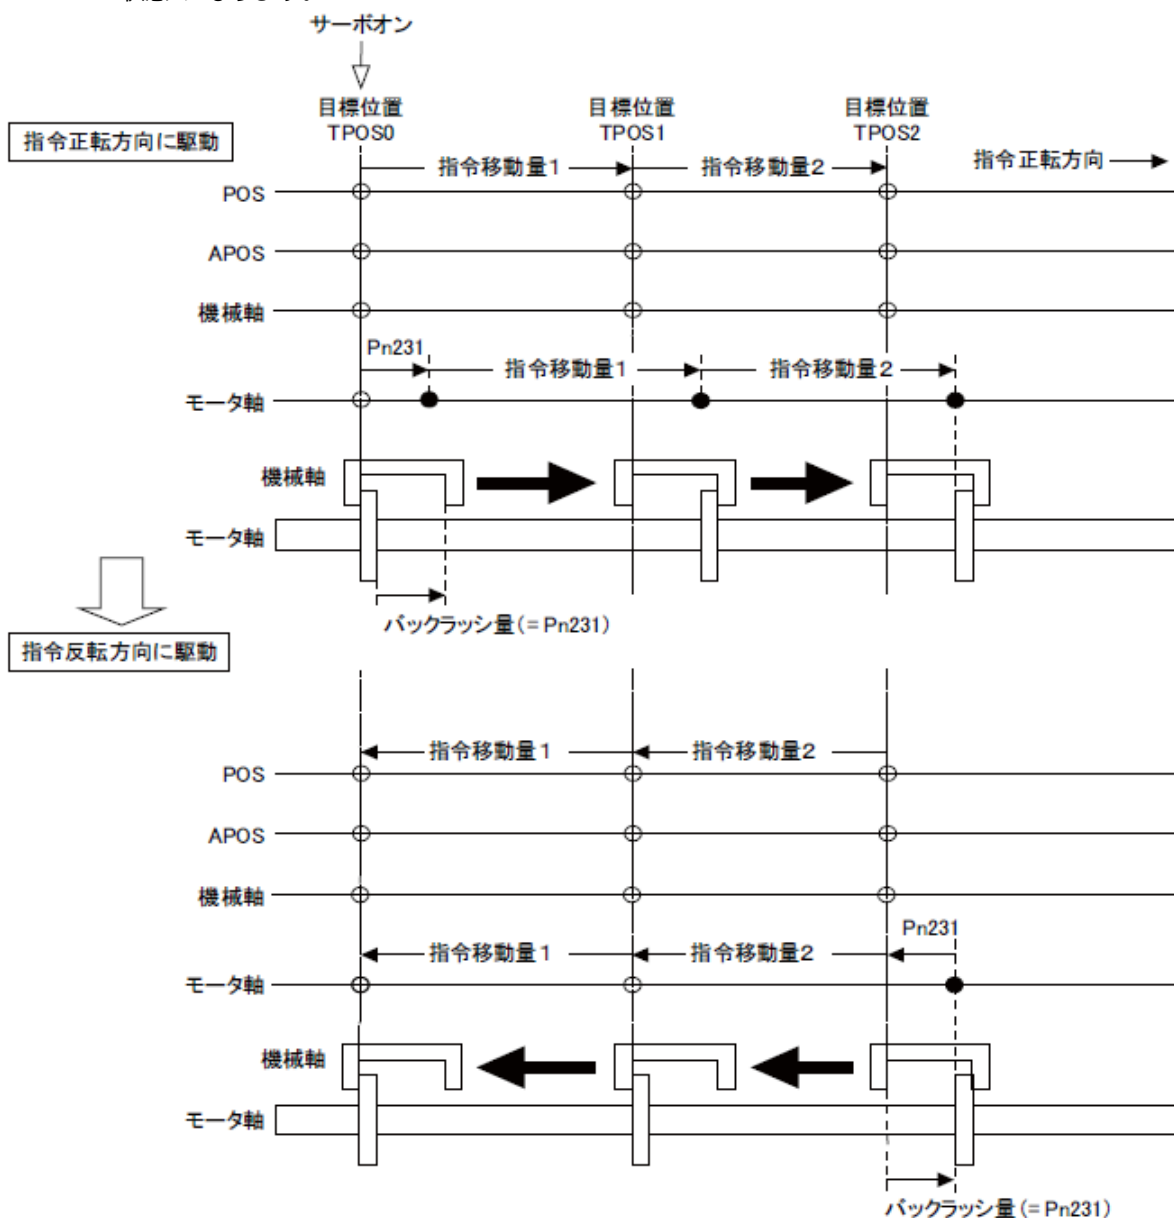 サーボオン
目標位置 目標位置 目標位置
TPOS0 TPOS1 TPOS2
指令正転方向に駆動
指令移動量1 指令移動量2 指令正転方向
POS
APOS
機械軸
Pn231
指令移動量1 指令移動量2
モータ軸
機械軸
モータ軸
バックラッシ量(=Pn231)
指令反転方向に駆動
指令移動量1 指令移動量2
POS
APOS
機械軸
Pn231
指令移動量1 指令移動量2
モータ軸
機械軸
モータ軸
バックラッシ量(=Pn231)